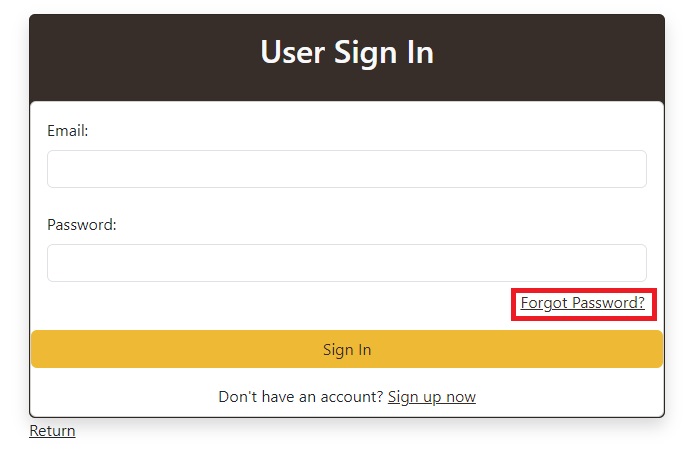 User Sign In
Email:
Password:
Forgot Password?
Sign In
Don't have an account? Sign up now
Return